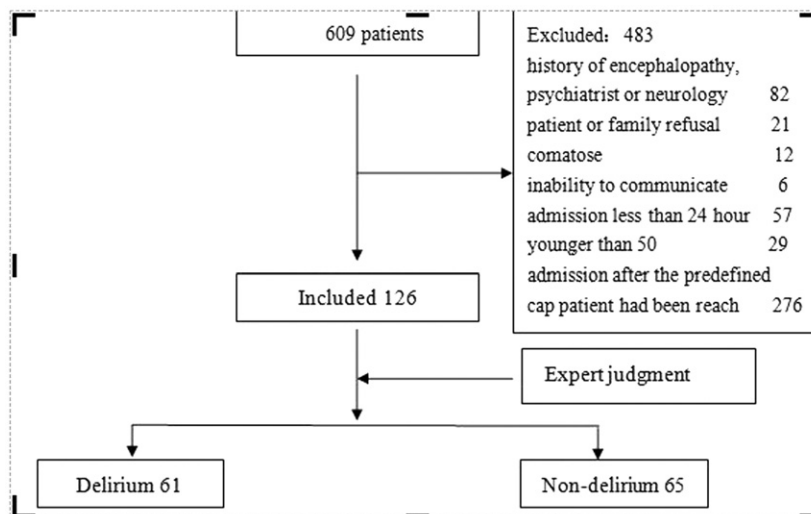 609 patients
Excluded：483
history of encephalopathy,
psychiatrist or neurology 82
patient or family refusal 21
comatose 12
inability to communicate 6
admission less than 24 hour 57
younger than 50 29
admission after the predefined
cap patient had been reach 276
Included 126
Expert judgment
Delirium 61
Non-delirium 65